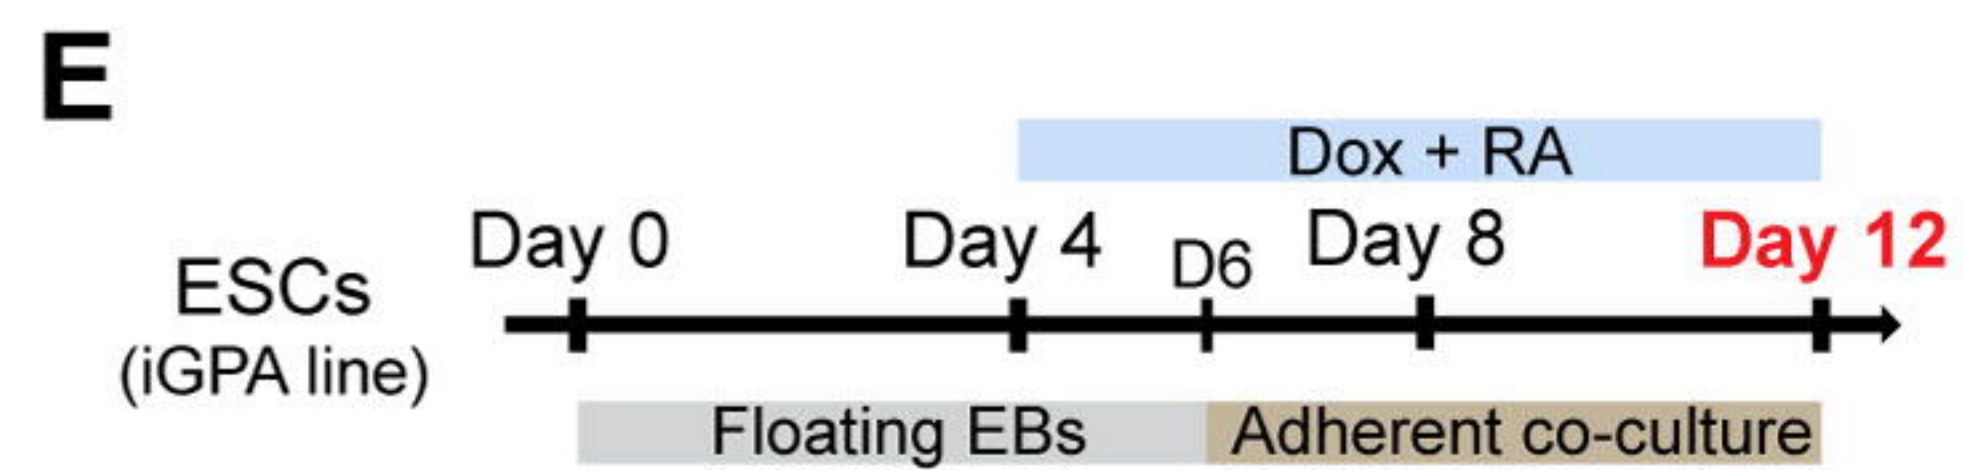 E
Dox + RA
Day 0 Day 4 D6 Day 8 Day 12
ESCs
(iGPA line)
Floating EBs Adherent co-culture